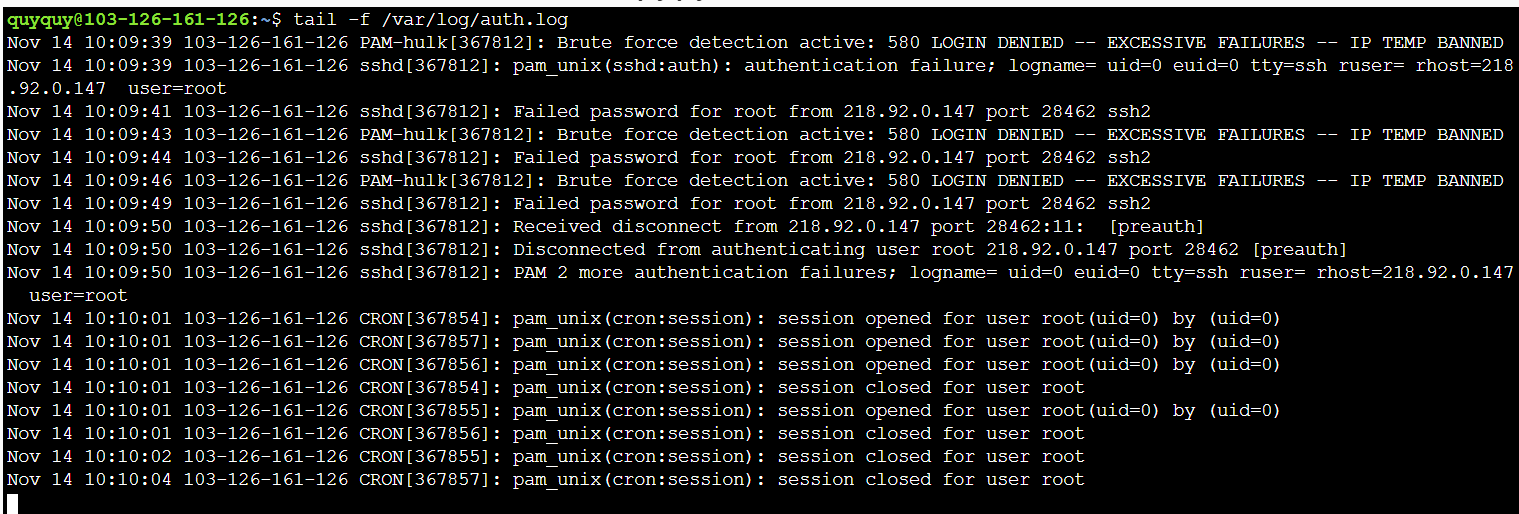 quyquy@103-126-161-126:~$ tail -f /var/log/auth.log
Nov 14 10:09:39 103-126-161-126 PAM-hulk[367812]: Brute force detection active: 580 LOGIN DENIED -- EXCESSIVE FAILURES -- IP TEMP BANNED
Nov 14 10:09:39 103-126-161-126 sshd[367812]: pam_unix(sshd:auth): authentication failure; logname= uid=0 euid=0 tty=ssh ruser= rhost=218
.92.0.147  user=root
Nov 14 10:09:41 103-126-161-126 sshd[367812]: Failed password for root from 218.92.0.147 port 28462 ssh2
Nov 14 10:09:43 103-126-161-126 PAM-hulk[367812]: Brute force detection active: 580 LOGIN DENIED -- EXCESSIVE FAILURES -- IP TEMP BANNED
Nov 14 10:09:44 103-126-161-126 sshd[367812]: Failed password for root from 218.92.0.147 port 28462 ssh2
Nov 14 10:09:46 103-126-161-126 PAM-hulk[367812]: Brute force detection active: 580 LOGIN DENIED -- EXCESSIVE FAILURES -- IP TEMP BANNED
Nov 14 10:09:49 103-126-161-126 sshd[367812]: Failed password for root from 218.92.0.147 port 28462 ssh2
Nov 14 10:09:50 103-126-161-126 sshd[367812]: Received disconnect from 218.92.0.147 port 28462:11:  [preauth]
Nov 14 10:09:50 103-126-161-126 sshd[367812]: Disconnected from authenticating user root 218.92.0.147 port 28462 [preauth]
Nov 14 10:09:50 103-126-161-126 sshd[367812]: PAM 2 more authentication failures; logname= uid=0 euid=0 tty=ssh ruser= rhost=218.92.0.147
  user=root
Nov 14 10:10:01 103-126-161-126 CRON[367854]: pam_unix(cron:session): session opened for user root(uid=0) by (uid=0)
Nov 14 10:10:01 103-126-161-126 CRON[367857]: pam_unix(cron:session): session opened for user root(uid=0) by (uid=0)
Nov 14 10:10:01 103-126-161-126 CRON[367856]: pam_unix(cron:session): session opened for user root(uid=0) by (uid=0)
Nov 14 10:10:01 103-126-161-126 CRON[367854]: pam_unix(cron:session): session closed for user root
Nov 14 10:10:01 103-126-161-126 CRON[367855]: pam_unix(cron:session): session opened for user root(uid=0) by (uid=0)
Nov 14 10:10:01 103-126-161-126 CRON[367856]: pam_unix(cron:session): session closed for user root
Nov 14 10:10:02 103-126-161-126 CRON[367855]: pam_unix(cron:session): session closed for user root
Nov 14 10:10:04 103-126-161-126 CRON[367857]: pam_unix(cron:session): session closed for user root